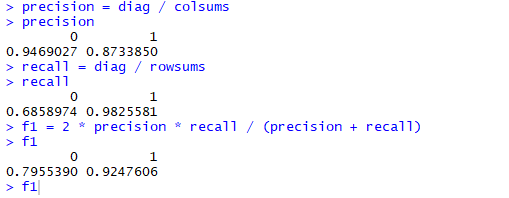 > precision = diag / colsums
> precision
0 1
0.9469027 0.8733850
> recall = diag / rowsums
> recall
0 1
0.6858974 0.9825581
> f1 = 2 * precision * recall / (precision + recall)
> f1
0 1
0.7955390 0.9247606
> f1